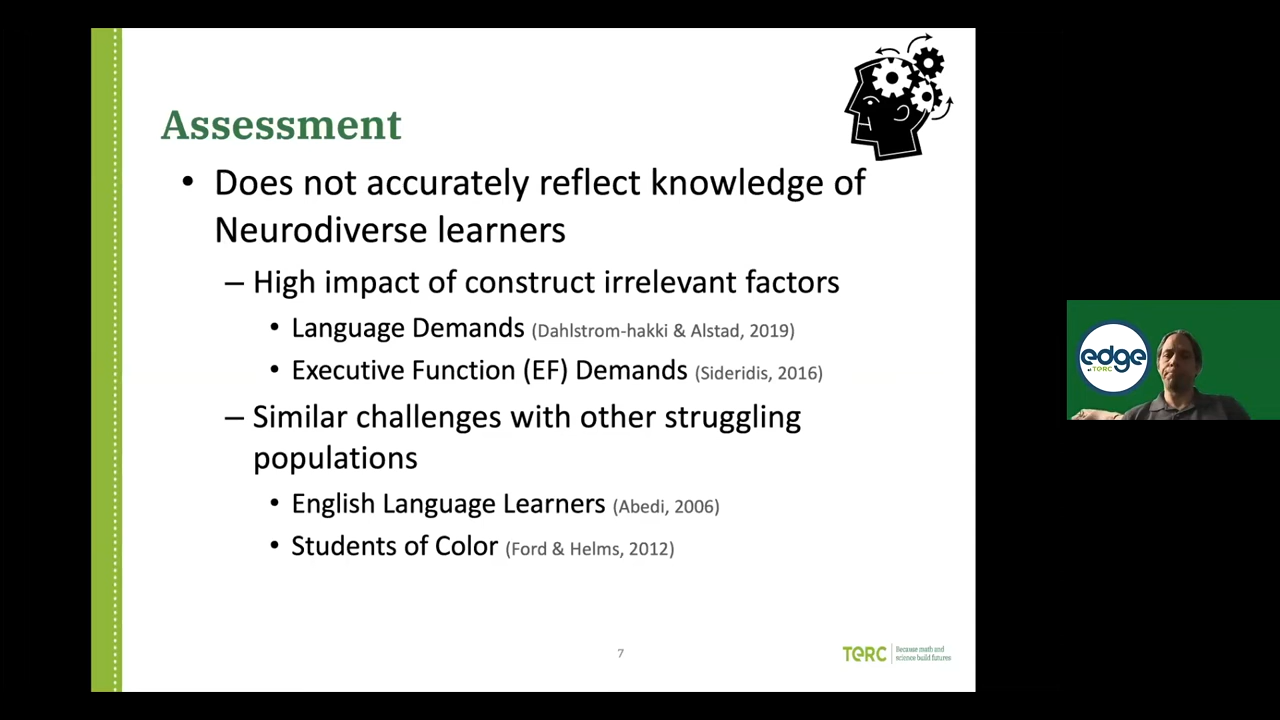 Assessment
• Does not accurately reflect knowledge of
Neurodiverse learners
– High impact of construct irrelevant factors
• Language Demands (Dahlstrom-hakki & Alstad, 2019)
• Executive Function (EF) Demands (Sideridis, 2016)
– Similar challenges with other struggling
populations
• English Language Learners (Abedi, 2006)
• Students of Color (Ford & Helms, 2012)
7
TERC
Because math and
science build futures
edge
at TERC